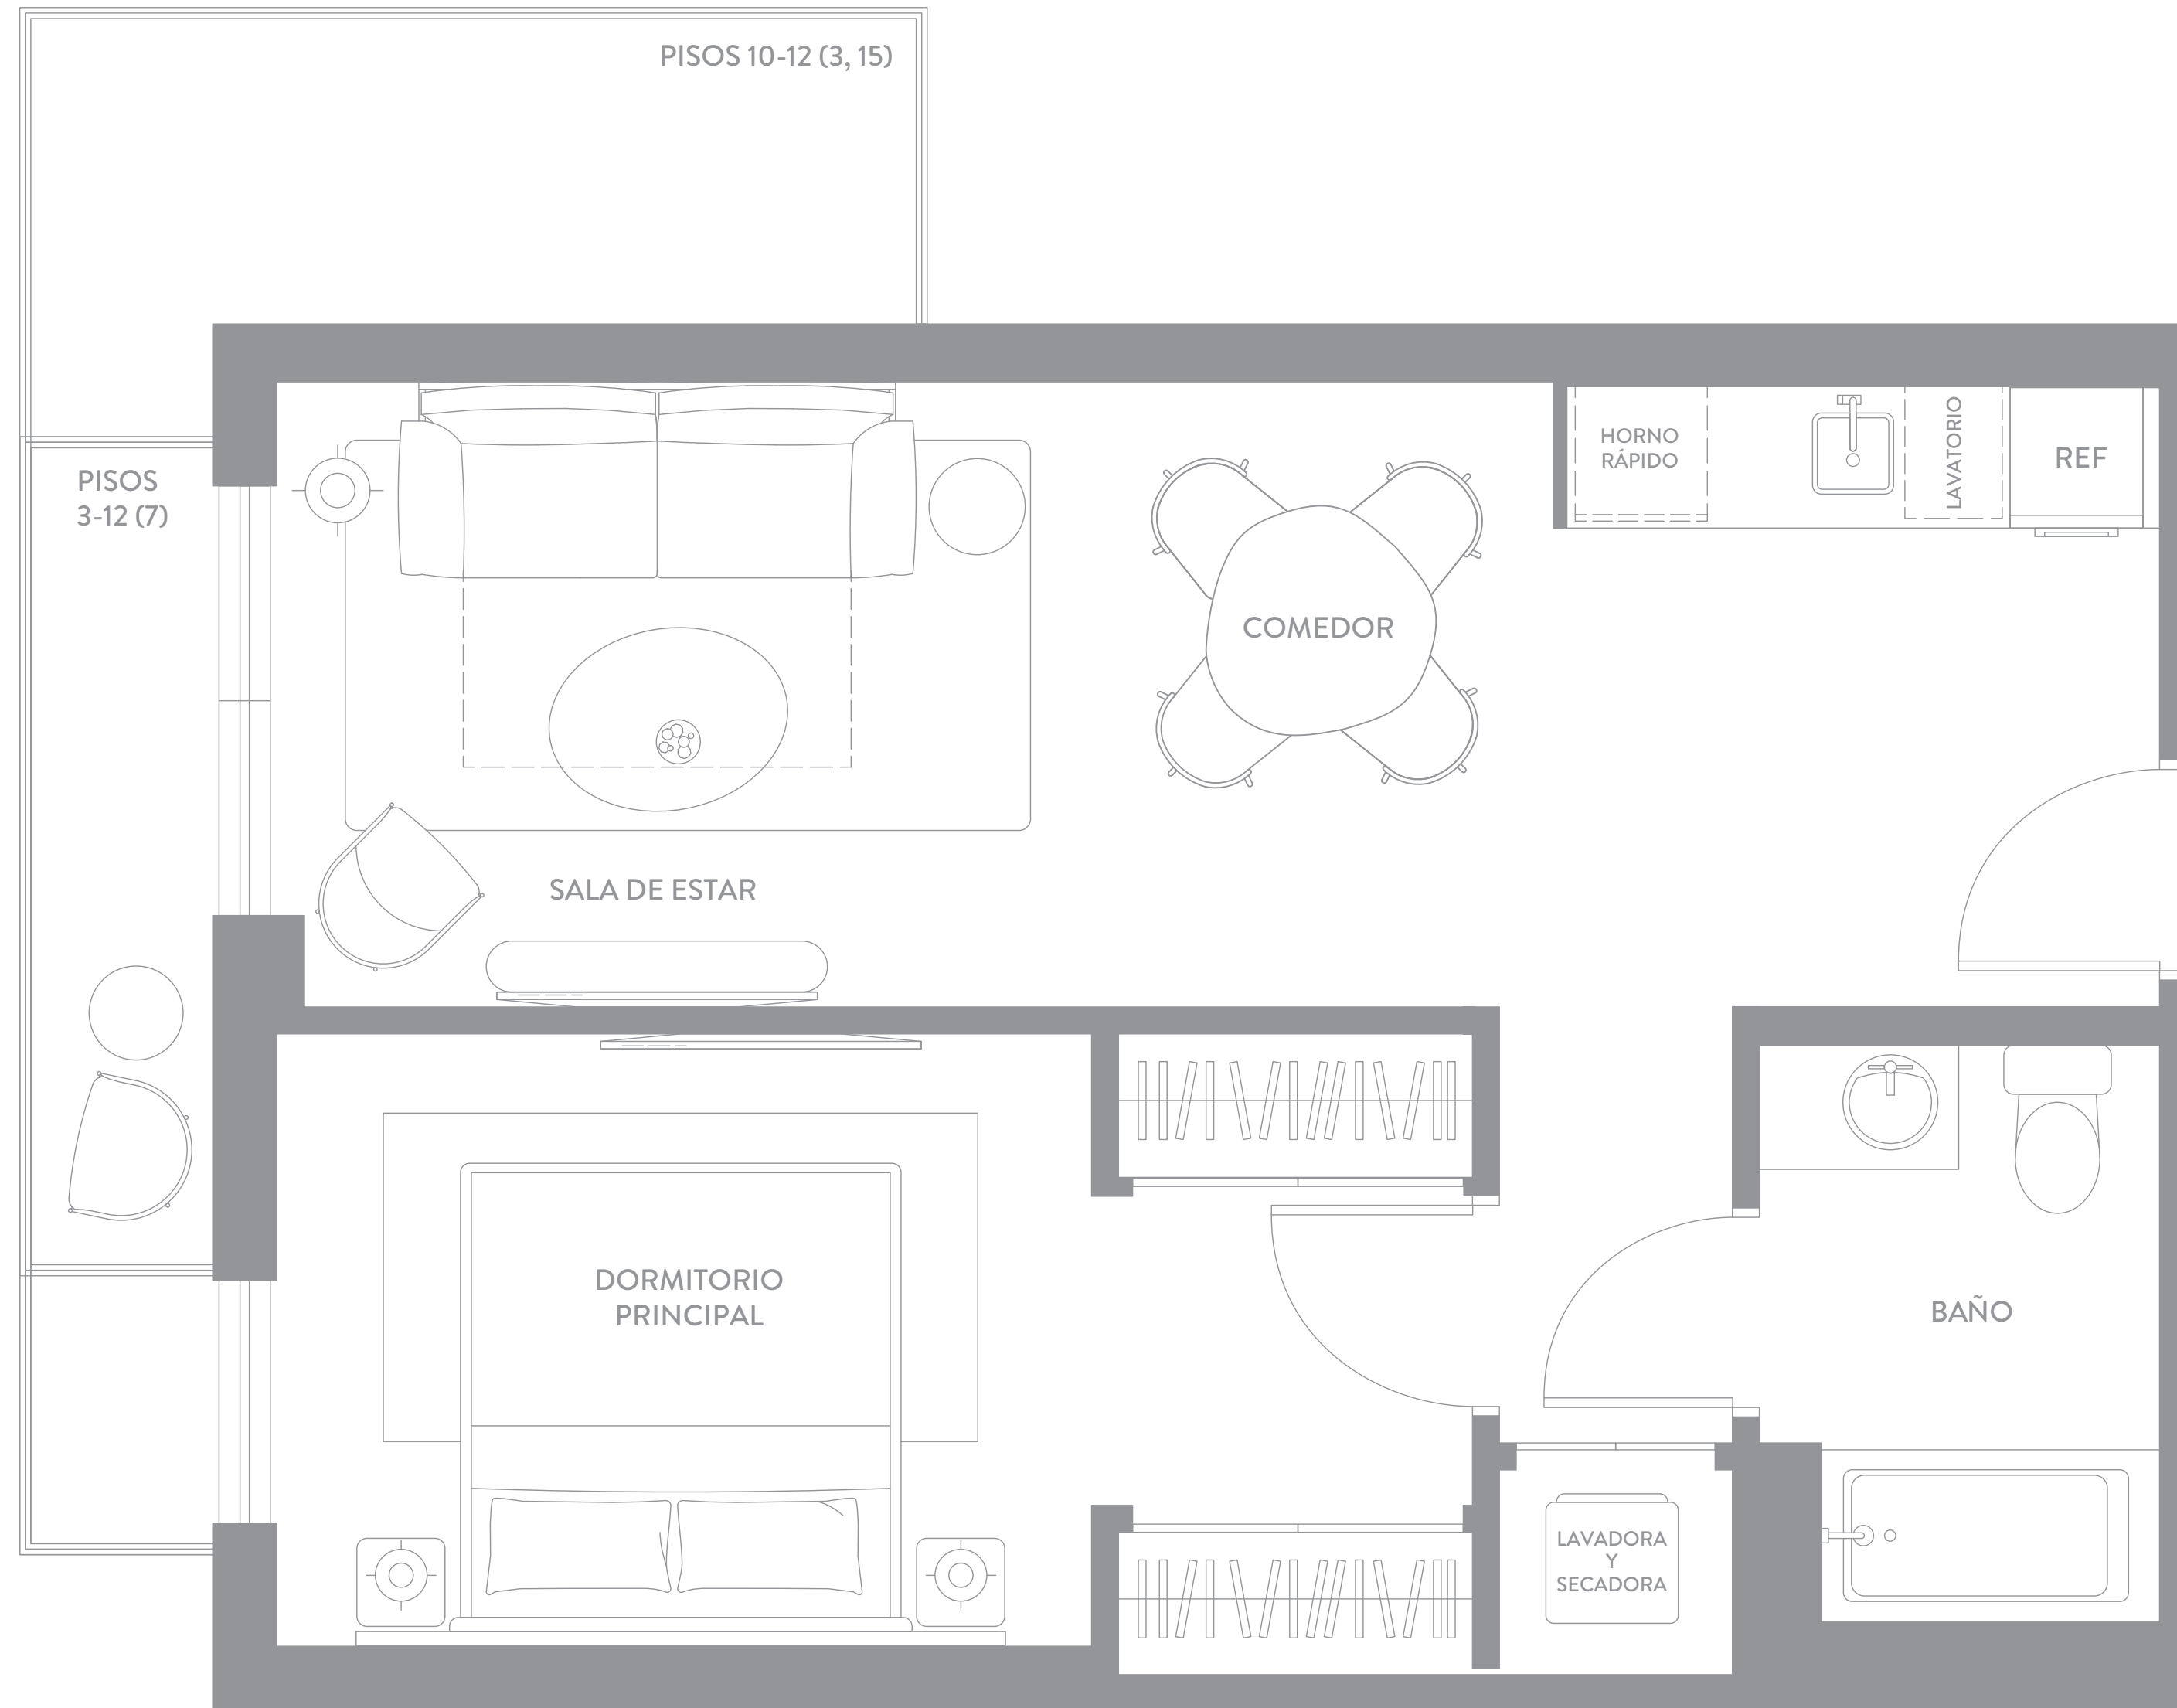 PISOS 10-12 (3, 15)
PISOS
3-12 (7)
HORNO
RÁPIDO
LAVATORIO
REF
COMEDOR
SALA DE ESTAR
DORMITORIO
PRINCIPAL
BAÑO
LAVADORA
Y
SECADORA